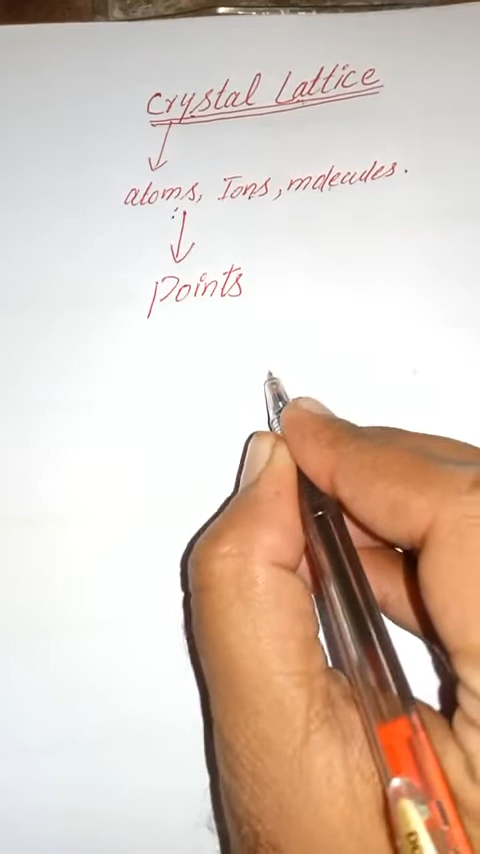 Crystal Lattice
atoms, Ions, molecules.
Points